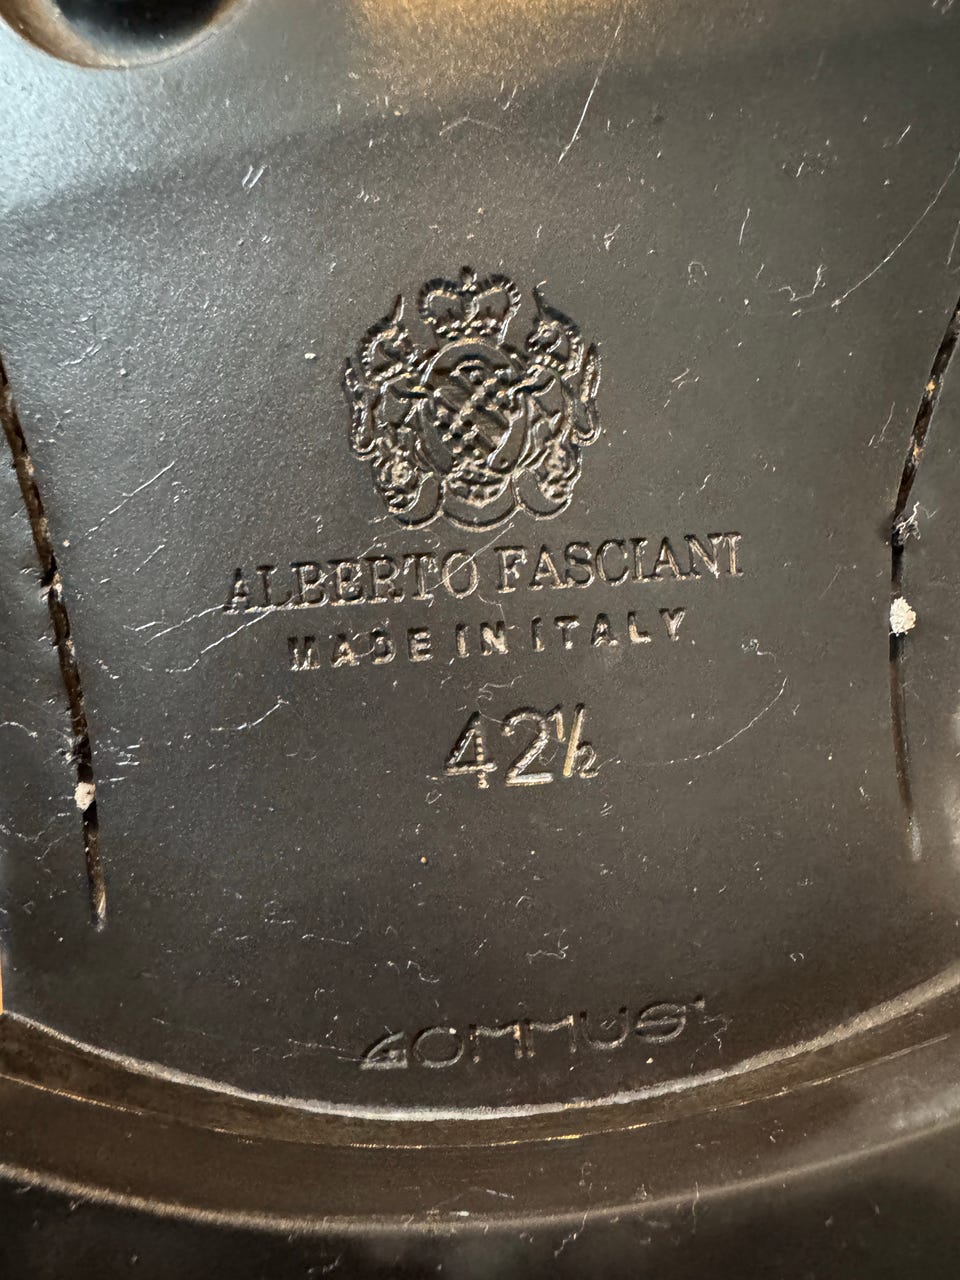 ALBERTO FASCIANI
MADE IN ITALY
42½
GOMMUS